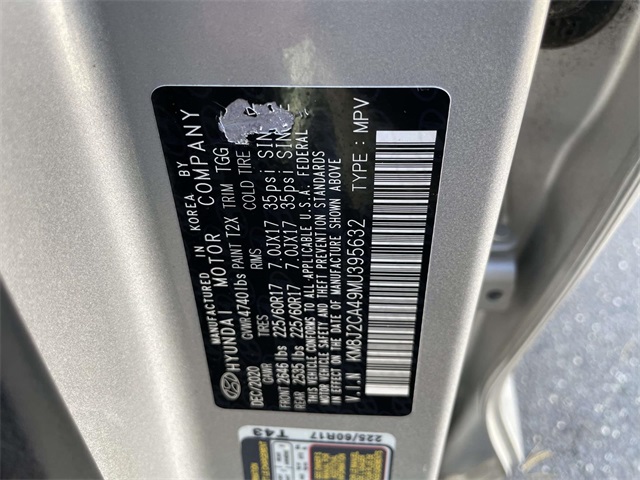 MANUFACTURED IN KOREA BY
HYUNDAI MOTOR COMPANY
DEC/2020 GVWR 4740lbs PAINT T2X TRIM TGG
GAWR TIRES RIMS COLD TIRE
FRONT 2646 lbs 225/60R17 7.0JX17 35psi
REAR 2535 lbs 225/60R17 7.0JX17 35psi
THIS VEHICLE CONFORMS TO ALL APPLICABLE U.S.A. FEDERAL
MOTOR VEHICLE SAFETY AND THEFT PREVENTION STANDARDS
IN EFFECT ON THE DATE OF MANUFACTURE SHOWN ABOVE
V.I.N KM8J2CA49MU395632 TYPE : MPV
225/60R17
T43